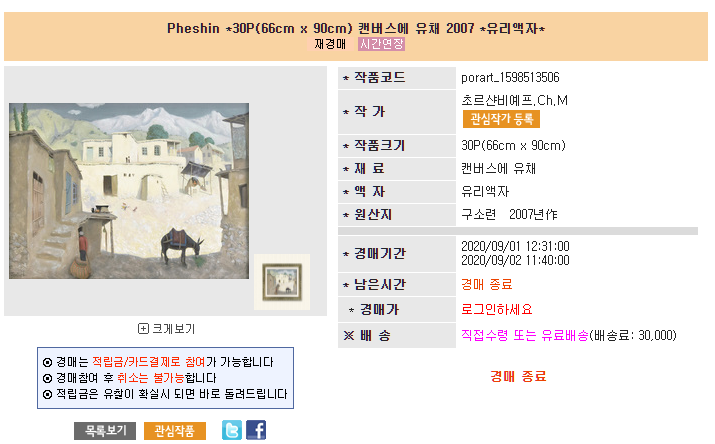 Pheshin *30P(66cm x 90cm) 캔버스에 유채 2007 *유리액자*
재경매 시간연장
* 작품코드 porart_1598513506
* 작 가 초르샨비예프,Ch,M
관심작가 등록
* 작품크기 30P(66cm x 90cm)
* 재 료 캔버스에 유채
* 액 자 유리액자
* 원산지 구소련 2007년作
* 경매기간 2020/09/01 12:31:00
2020/09/02 11:40:00
* 남은시간 경매 종료
* 경매가 로그인하세요
※ 배 송 직접수령 또는 유료배송(배송료: 30,000)
경매 종료
크게보기
경매는 적립금/카드결제로 참여가 가능합니다
경매참여 후 취소는 불가능합니다
적립금은 유찰이 확실시 되면 바로 돌려드립니다
목록보기 관심작품